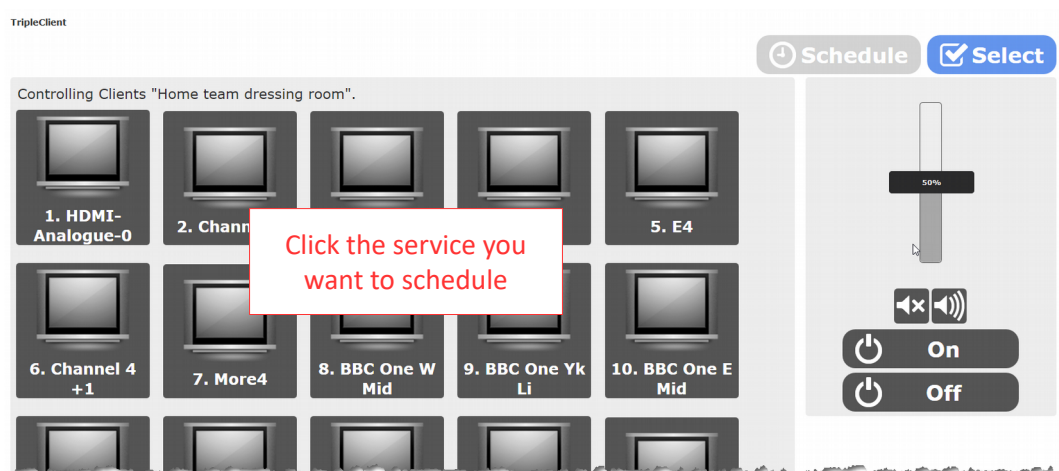 TripleClient
Schedule
Select
Controlling Clients "Home team dressing room".
1. HDMI-
Analogue-0
2. Chann
5. E4
Click the service you
want to schedule
50%
6. Channel 4
+1
7. More4
8. BBC One W
Mid
9. BBC One Yk
Li
10. BBC One E
Mid
On
Off